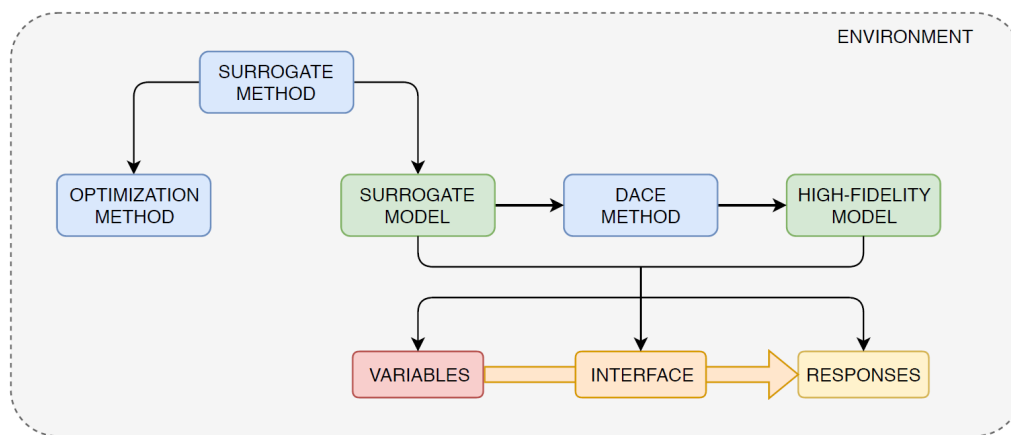 ENVIRONMENT
SURROGATE
METHOD
OPTIMIZATION
METHOD
SURROGATE
MODEL
DACE
METHOD
HIGH-FIDELITY
MODEL
VARIABLES
INTERFACE
RESPONSES